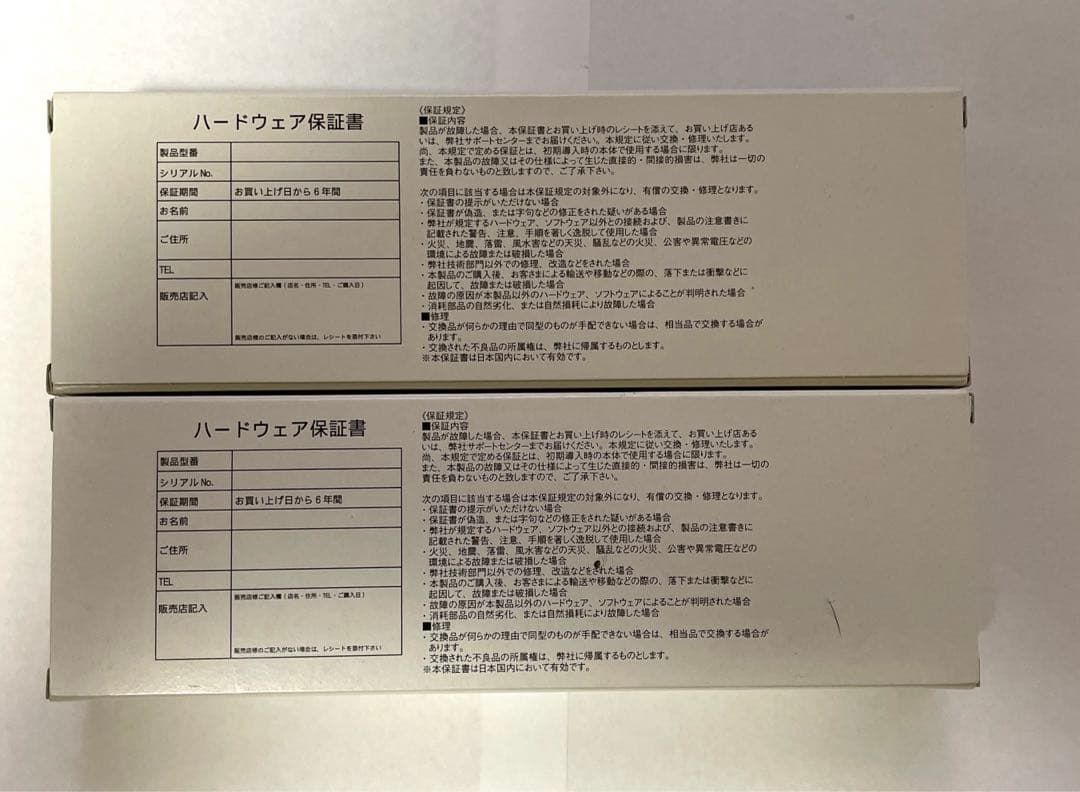 ハードウェア保証書
製品型番
シリアルNo.
保証期間 お買い上げ日から6年間
お名前
ご住所
TEL
販売店記入 販売店様ご記入欄（店名・住所・TEL・ご購入日）
販売店様のご記入がない場合は、レシートを添付下さい
〈保証規定〉
■保証内容
製品が故障した場合、本保証書とお買い上げ時のレシートを添えて、お買い上げ店ある
いは、弊社サポートセンターまでお届けください。本規定に従い交換・修理いたします。
尚、本規定で定める保証とは、初期導入時の本体で使用する場合に限ります。
また、本製品の故障又はその仕様によって生じた直接的・間接的損害は、弊社は一切の
責任を負わないものと致しますので、ご了承下さい。
次の項目に該当する場合は本保証規定の対象外になり、有償の交換・修理となります。
・保証書の提示がいただけない場合
・保証書が偽造、または字句などの修正をされた疑いがある場合
・弊社が規定するハードウェア、ソフトウェア以外との接続および、製品の注意書きに
記載された警告、注意、手順を著しく逸脱して使用した場合
・火災、地震、落雷、風水害などの天災、騒乱などの火災、公害や異常電圧などの
環境による故障または破損した場合
・弊社技術部門以外での修理、改造などをされた場合
・本製品のご購入後、お客さまによる輸送や移動などの際の、落下または衝撃などに
起因して、故障または破損した場合
・故障の原因が本製品以外のハードウェア、ソフトウェアによることが判明された場合
・消耗部品の自然劣化、または自然損耗により故障した場合
■修理
・交換品が何らかの理由で同型のものが手配できない場合は、相当品で交換する場合が
あります。
・交換された不良品の所属権は、弊社に帰属するものとします。
※本保証書は日本国内において有効です。
ハードウェア保証書
製品型番
シリアルNo.
保証期間 お買い上げ日から6年間
お名前
ご住所
TEL
販売店記入 販売店様ご記入欄（店名・住所・TEL・ご購入日）
販売店様のご記入がない場合は、レシートを添付下さい
〈保証規定〉
■保証内容
製品が故障した場合、本保証書とお買い上げ時のレシートを添えて、お買い上げ店ある
いは、弊社サポートセンターまでお届けください。本規定に従い交換・修理いたします。
尚、本規定で定める保証とは、初期導入時の本体で使用する場合に限ります。
また、本製品の故障又はその仕様によって生じた直接的・間接的損害は、弊社は一切の
責任を負わないものと致しますので、ご了承下さい。
次の項目に該当する場合は本保証規定の対象外になり、有償の交換・修理となります。
・保証書の提示がいただけない場合
・保証書が偽造、または字句などの修正をされた疑いがある場合
・弊社が規定するハードウェア、ソフトウェア以外との接続および、製品の注意書きに
記載された警告、注意、手順を著しく逸脱して使用した場合
・火災、地震、落雷、風水害などの天災、騒乱などの火災、公害や異常電圧などの
環境による故障または破損した場合
・弊社技術部門以外での修理、改造などをされた場合
・本製品のご購入後、お客さまによる輸送や移動などの際の、落下または衝撃などに
起因して、故障または破損した場合
・故障の原因が本製品以外のハードウェア、ソフトウェアによることが判明された場合
・消耗部品の自然劣化、または自然損耗により故障した場合
■修理
・交換品が何らかの理由で同型のものが手配できない場合は、相当品で交換する場合が
あります。
・交換された不良品の所属権は、弊社に帰属するものとします。
※本保証書は日本国内において有効です。